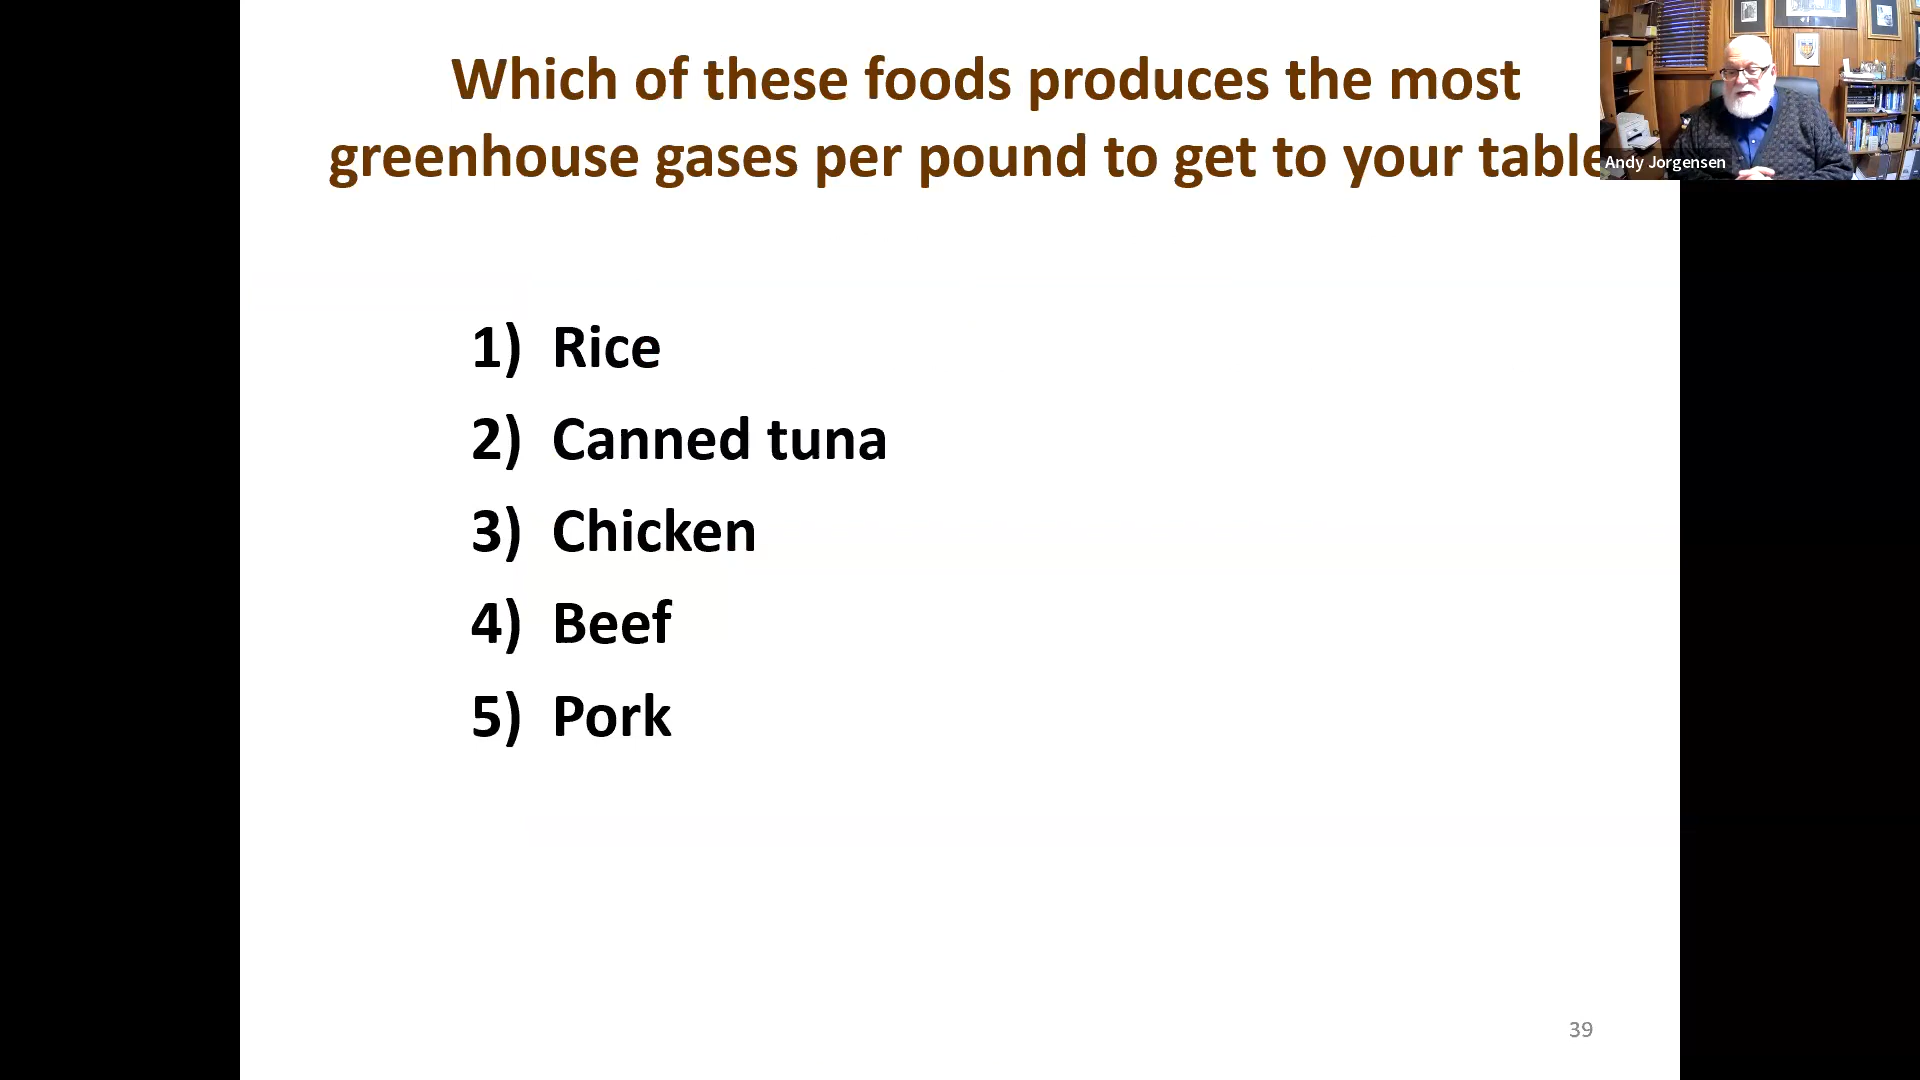 Which of these foods produces the most
greenhouse gases per pound to get to your table
Andy Jorgensen
1) Rice
2) Canned tuna
3) Chicken
4) Beef
5) Pork
39